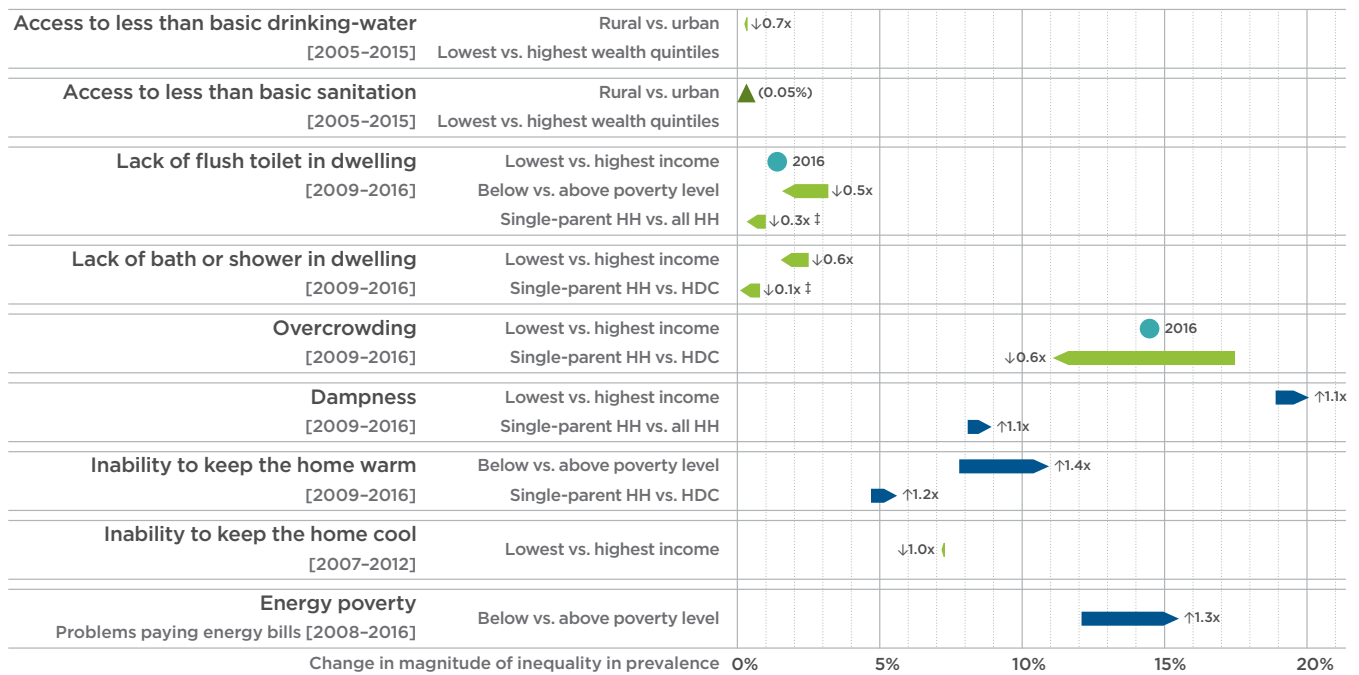 Access to less than basic drinking-water Rural vs. urban ↓0.7x
[2005–2015] Lowest vs. highest wealth quintiles
Access to less than basic sanitation Rural vs. urban (0.05%)
[2005–2015] Lowest vs. highest wealth quintiles
Lack of flush toilet in dwelling Lowest vs. highest income 2016
[2009–2016] Below vs. above poverty level ↓0.5x
Single-parent HH vs. all HH ↓0.3x ‡
Lack of bath or shower in dwelling Lowest vs. highest income ↓0.6x
[2009–2016] Single-parent HH vs. HDC ↓0.1x ‡
Overcrowding Lowest vs. highest income 2016
[2009–2016] Single-parent HH vs. HDC ↓0.6x
Dampness Lowest vs. highest income ↑1.1x
[2009–2016] Single-parent HH vs. all HH ↑1.1x
Inability to keep the home warm Below vs. above poverty level ↑1.4x
[2009–2016] Single-parent HH vs. HDC ↑1.2x
Inability to keep the home cool
Lowest vs. highest income ↓1.0x
[2007–2012]
Energy poverty
Below vs. above poverty level ↑1.3x
Problems paying energy bills [2008–2016]
Change in magnitude of inequality in prevalence 0% 5% 10% 15% 20%